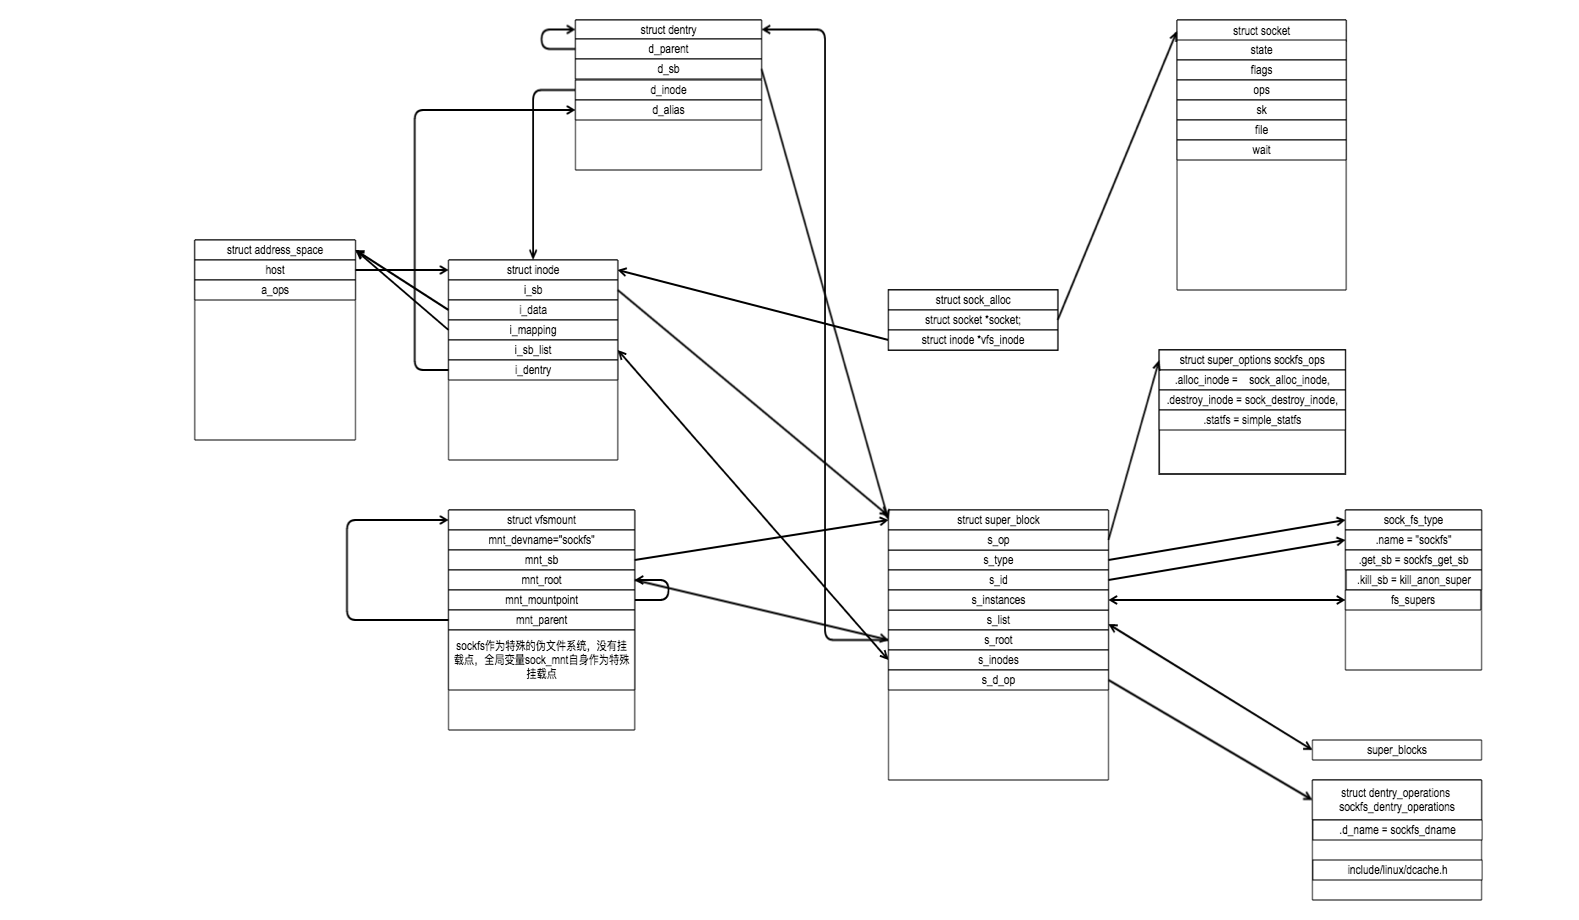 struct dentry
d_parent
d_sb
d_inode
d_alias
struct socket
state
flags
ops
sk
file
wait
struct address_space
host
a_ops
struct inode
i_sb
i_data
i_mapping
i_sb_list
i_dentry
struct sock_alloc
struct socket *socket;
struct inode *vfs_inode
struct super_options sockfs_ops
.alloc_inode = sock_alloc_inode,
.destroy_inode = sock_destroy_inode,
.statfs = simple_statfs
struct vfsmount
mnt_devname="sockfs"
mnt_sb
mnt_root
mnt_mountpoint
mnt_parent
sockfs作为特殊的伪文件系统，没有挂
载点，全局变量sock_mnt自身作为特殊
挂载点
struct super_block
s_op
s_type
s_id
s_instances
s_list
s_root
s_inodes
s_d_op
sock_fs_type
.name = "sockfs"
.get_sb = sockfs_get_sb
.kill_sb = kill_anon_super
fs_supers
super_blocks
struct dentry_operations
sockfs_dentry_operations
.d_name = sockfs_dname
include/linux/dcache.h